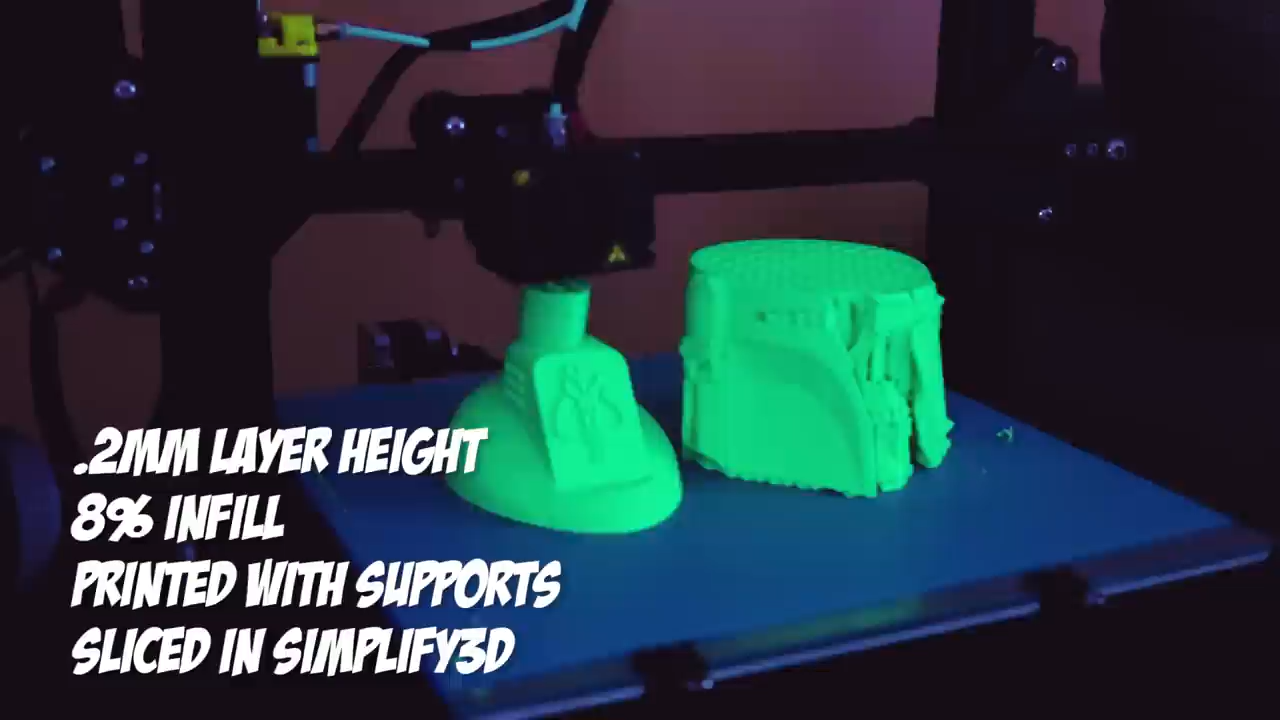 .2MM LAYER HEIGHT
8% INFILL
PRINTED WITH SUPPORTS
SLICED IN SIMPLIFY3D